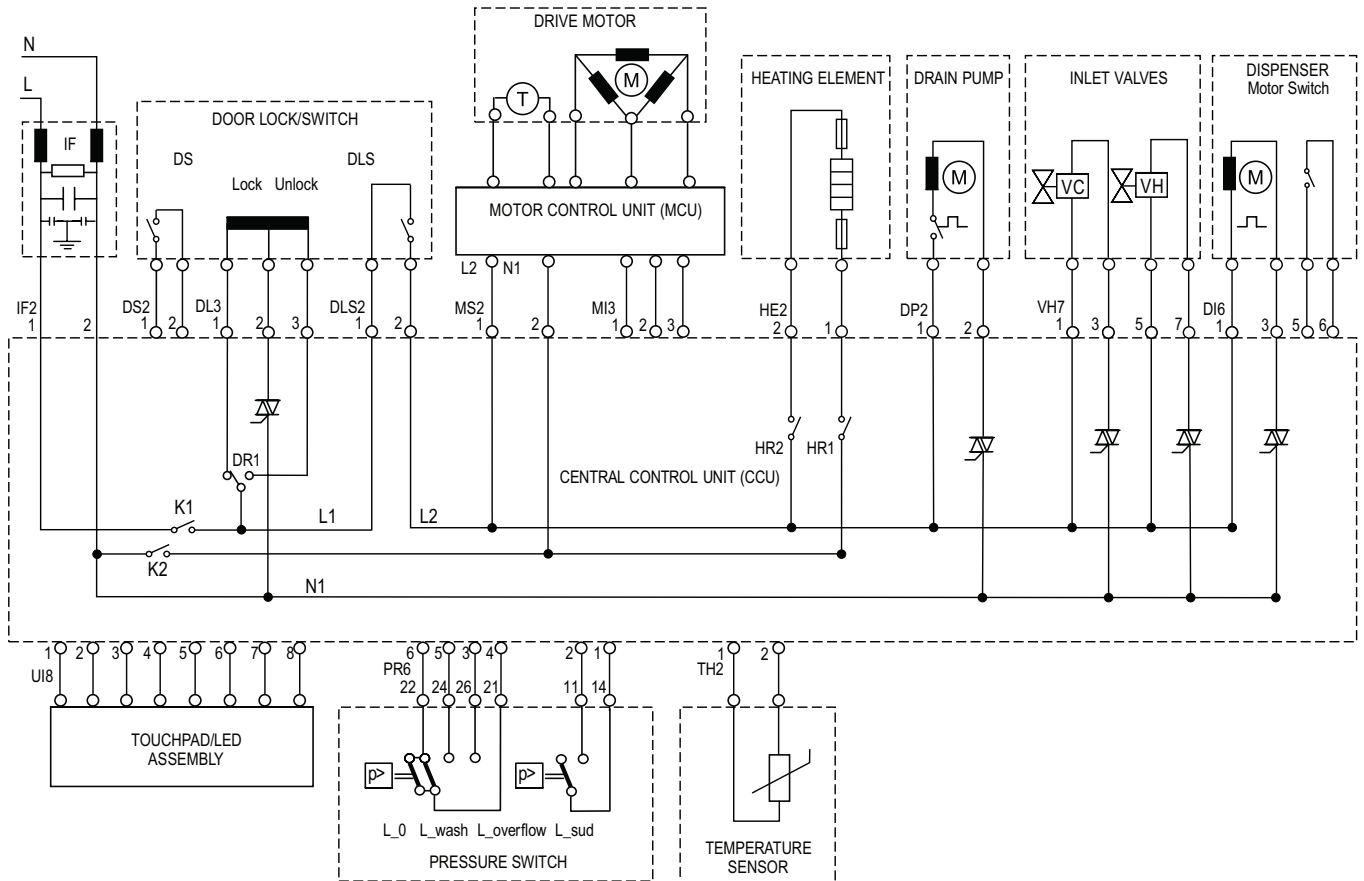 N
L
IF
DOOR LOCK/SWITCH
DS
DLS
Lock Unlock
DRIVE MOTOR
T
M
MOTOR CONTROL UNIT (MCU)
L2 N1
HEATING ELEMENT
DRAIN PUMP
M
INLET VALVES
VC
VH
DISPENSER
Motor Switch
M
IF2
1
2
DS2
1
2
DL3
1
2
3
DLS2
1
2
MS2
1
2
MI3
1
2
3
HE2
2
1
DP2
1
2
VH7
1
3
5
7
DI6
1
3
5
6
DR1
HR2
HR1
CENTRAL CONTROL UNIT (CCU)
K1
L1
L2
K2
N1
UI8
1
2
3
4
5
6
7
8
TOUCHPAD/LED
ASSEMBLY
PR6
6
5
3
4
2
1
22
24
26
21
11
14
p>
p>
L_0 L_wash L_overflow L_sud
PRESSURE SWITCH
TH2
1
2
TEMPERATURE
SENSOR